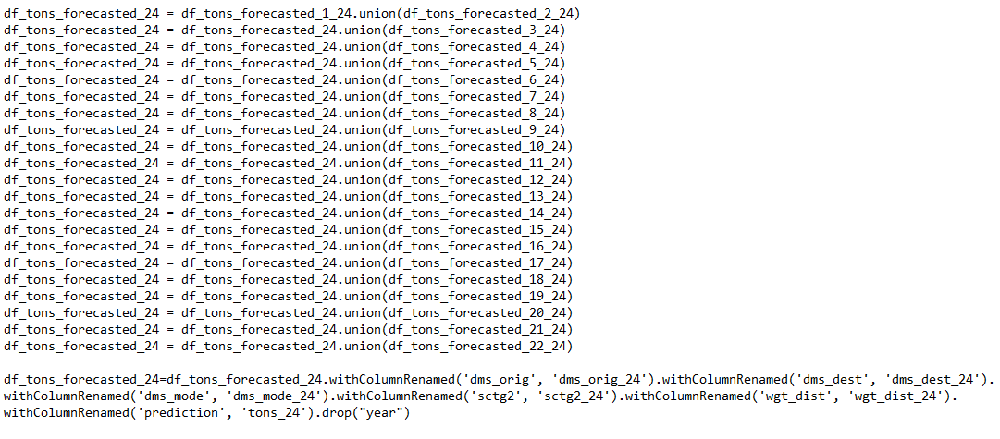 df_tons_forecasted_24 = df_tons_forecasted_1_24.union(df_tons_forecasted_2_24)
df_tons_forecasted_24 = df_tons_forecasted_24.union(df_tons_forecasted_3_24)
df_tons_forecasted_24 = df_tons_forecasted_24.union(df_tons_forecasted_4_24)
df_tons_forecasted_24 = df_tons_forecasted_24.union(df_tons_forecasted_5_24)
df_tons_forecasted_24 = df_tons_forecasted_24.union(df_tons_forecasted_6_24)
df_tons_forecasted_24 = df_tons_forecasted_24.union(df_tons_forecasted_7_24)
df_tons_forecasted_24 = df_tons_forecasted_24.union(df_tons_forecasted_8_24)
df_tons_forecasted_24 = df_tons_forecasted_24.union(df_tons_forecasted_9_24)
df_tons_forecasted_24 = df_tons_forecasted_24.union(df_tons_forecasted_10_24)
df_tons_forecasted_24 = df_tons_forecasted_24.union(df_tons_forecasted_11_24)
df_tons_forecasted_24 = df_tons_forecasted_24.union(df_tons_forecasted_12_24)
df_tons_forecasted_24 = df_tons_forecasted_24.union(df_tons_forecasted_13_24)
df_tons_forecasted_24 = df_tons_forecasted_24.union(df_tons_forecasted_14_24)
df_tons_forecasted_24 = df_tons_forecasted_24.union(df_tons_forecasted_15_24)
df_tons_forecasted_24 = df_tons_forecasted_24.union(df_tons_forecasted_16_24)
df_tons_forecasted_24 = df_tons_forecasted_24.union(df_tons_forecasted_17_24)
df_tons_forecasted_24 = df_tons_forecasted_24.union(df_tons_forecasted_18_24)
df_tons_forecasted_24 = df_tons_forecasted_24.union(df_tons_forecasted_19_24)
df_tons_forecasted_24 = df_tons_forecasted_24.union(df_tons_forecasted_20_24)
df_tons_forecasted_24 = df_tons_forecasted_24.union(df_tons_forecasted_21_24)
df_tons_forecasted_24 = df_tons_forecasted_24.union(df_tons_forecasted_22_24)

df_tons_forecasted_24=df_tons_forecasted_24.withColumnRenamed('dms_orig', 'dms_orig_24').withColumnRenamed('dms_dest', 'dms_dest_24').
withColumnRenamed('dms_mode', 'dms_mode_24').withColumnRenamed('sctg2', 'sctg2_24').withColumnRenamed('wgt_dist', 'wgt_dist_24').
withColumnRenamed('prediction', 'tons_24').drop("year")